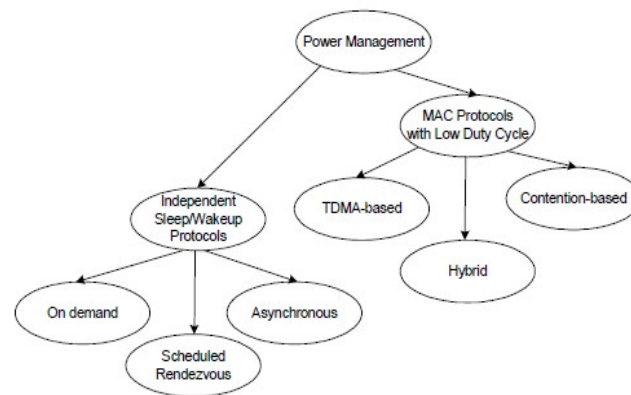 Power Management
MAC Protocols
with Low Duty Cycle
TDMA-based
Contention-based
Hybrid
Independent
Sleep/Wakeup
Protocols
On demand
Asynchronous
Scheduled
Rendezvous